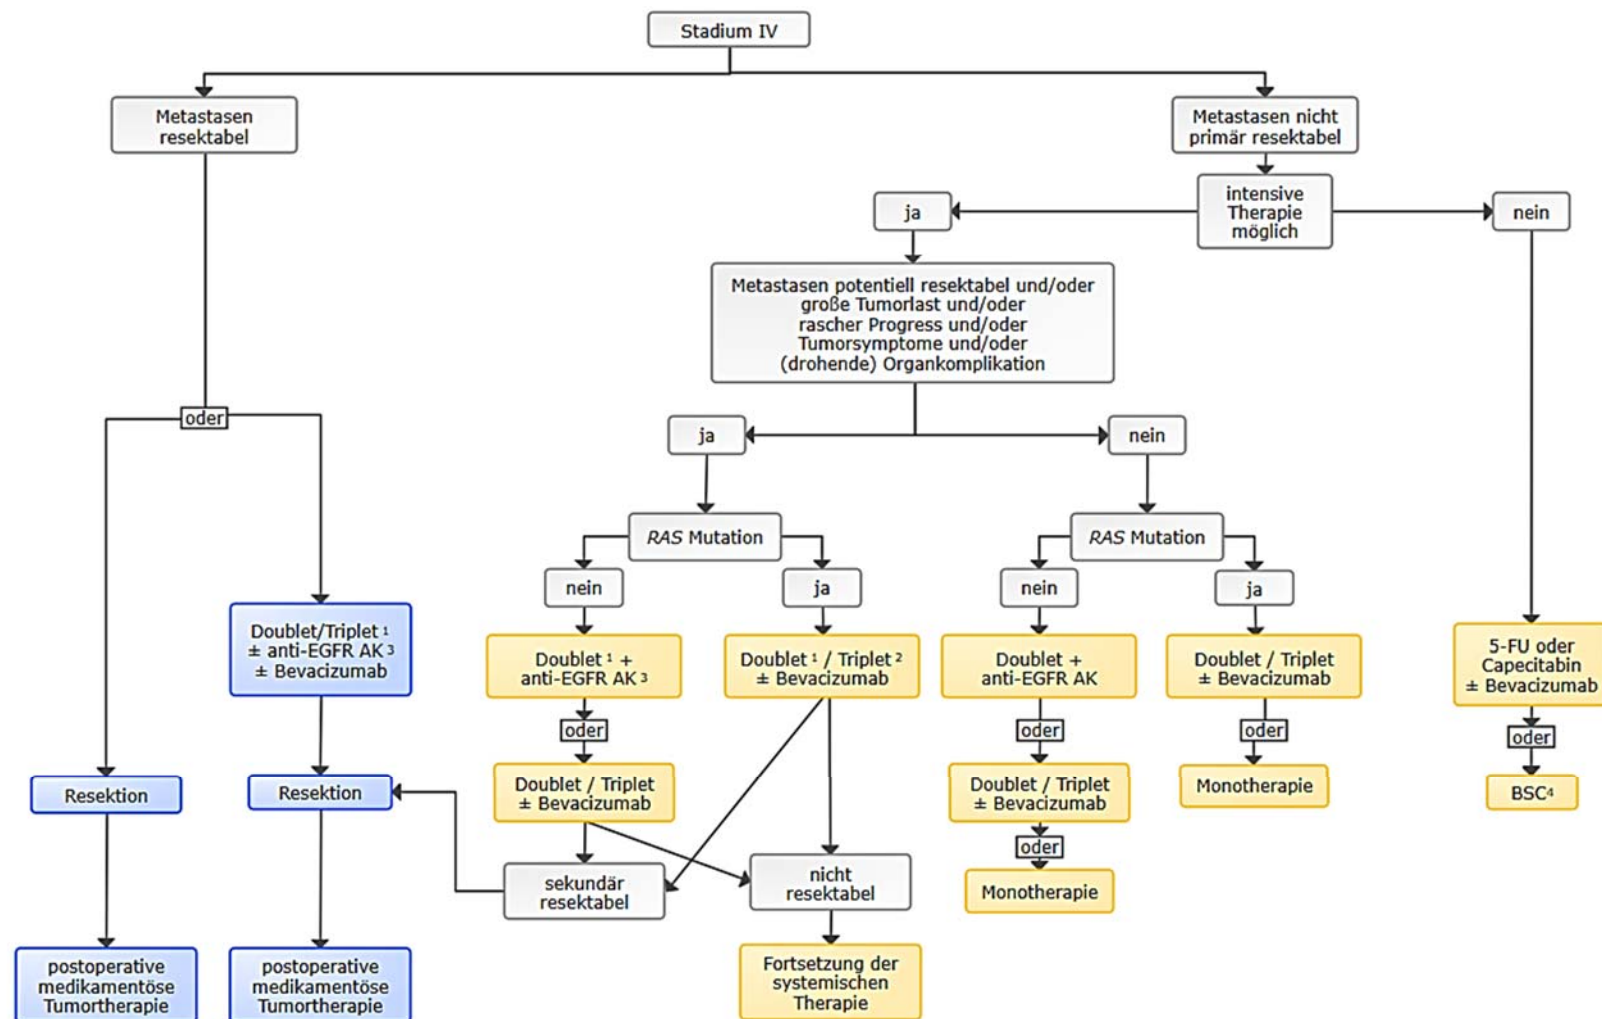 Stadium IV
Metastasen
resektabel
Metastasen nicht
primär resektabel
intensive
Therapie
möglich
ja
nein
Metastasen potentiell resektabel und/oder
große Tumorlast und/oder
rascher Progress und/oder
Tumorsymptome und/oder
(drohende) Organkomplikation
oder
ja
nein
RAS Mutation
RAS Mutation
nein
ja
nein
ja
Doublet/Triplet ¹
± anti-EGFR AK ³
± Bevacizumab
Doublet ¹ +
anti-EGFR AK ³
Doublet ¹ / Triplet ²
± Bevacizumab
Doublet +
anti-EGFR AK
Doublet / Triplet
± Bevacizumab
5-FU oder
Capecitabin
± Bevacizumab
oder
oder
oder
oder
Resektion
Resektion
Doublet / Triplet
± Bevacizumab
Doublet / Triplet
± Bevacizumab
Monotherapie
BSC⁴
oder
sekundär
resektabel
nicht
resektabel
Monotherapie
postoperative
medikamentöse
Tumortherapie
postoperative
medikamentöse
Tumortherapie
Fortsetzung der
systemischen
Therapie